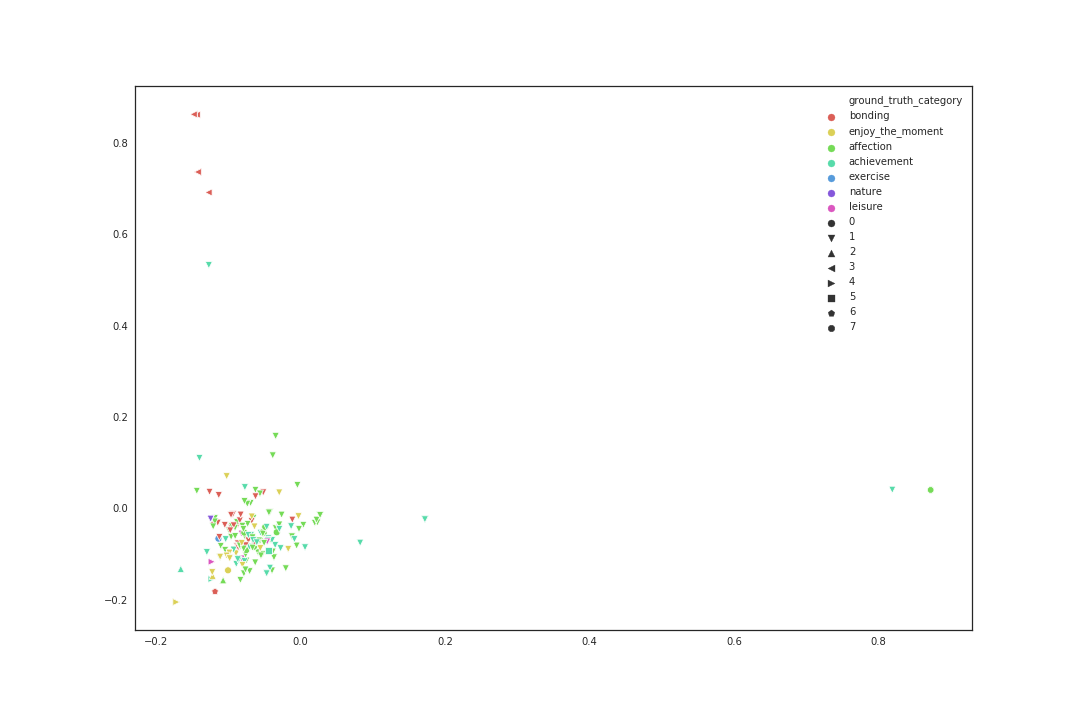 ground_truth_category
bonding
enjoy_the_moment
affection
achievement
exercise
nature
leisure
0
1
2
3
4
5
6
7
0.8
0.6
0.4
0.2
0.0
−0.2
−0.2 0.0 0.2 0.4 0.6 0.8